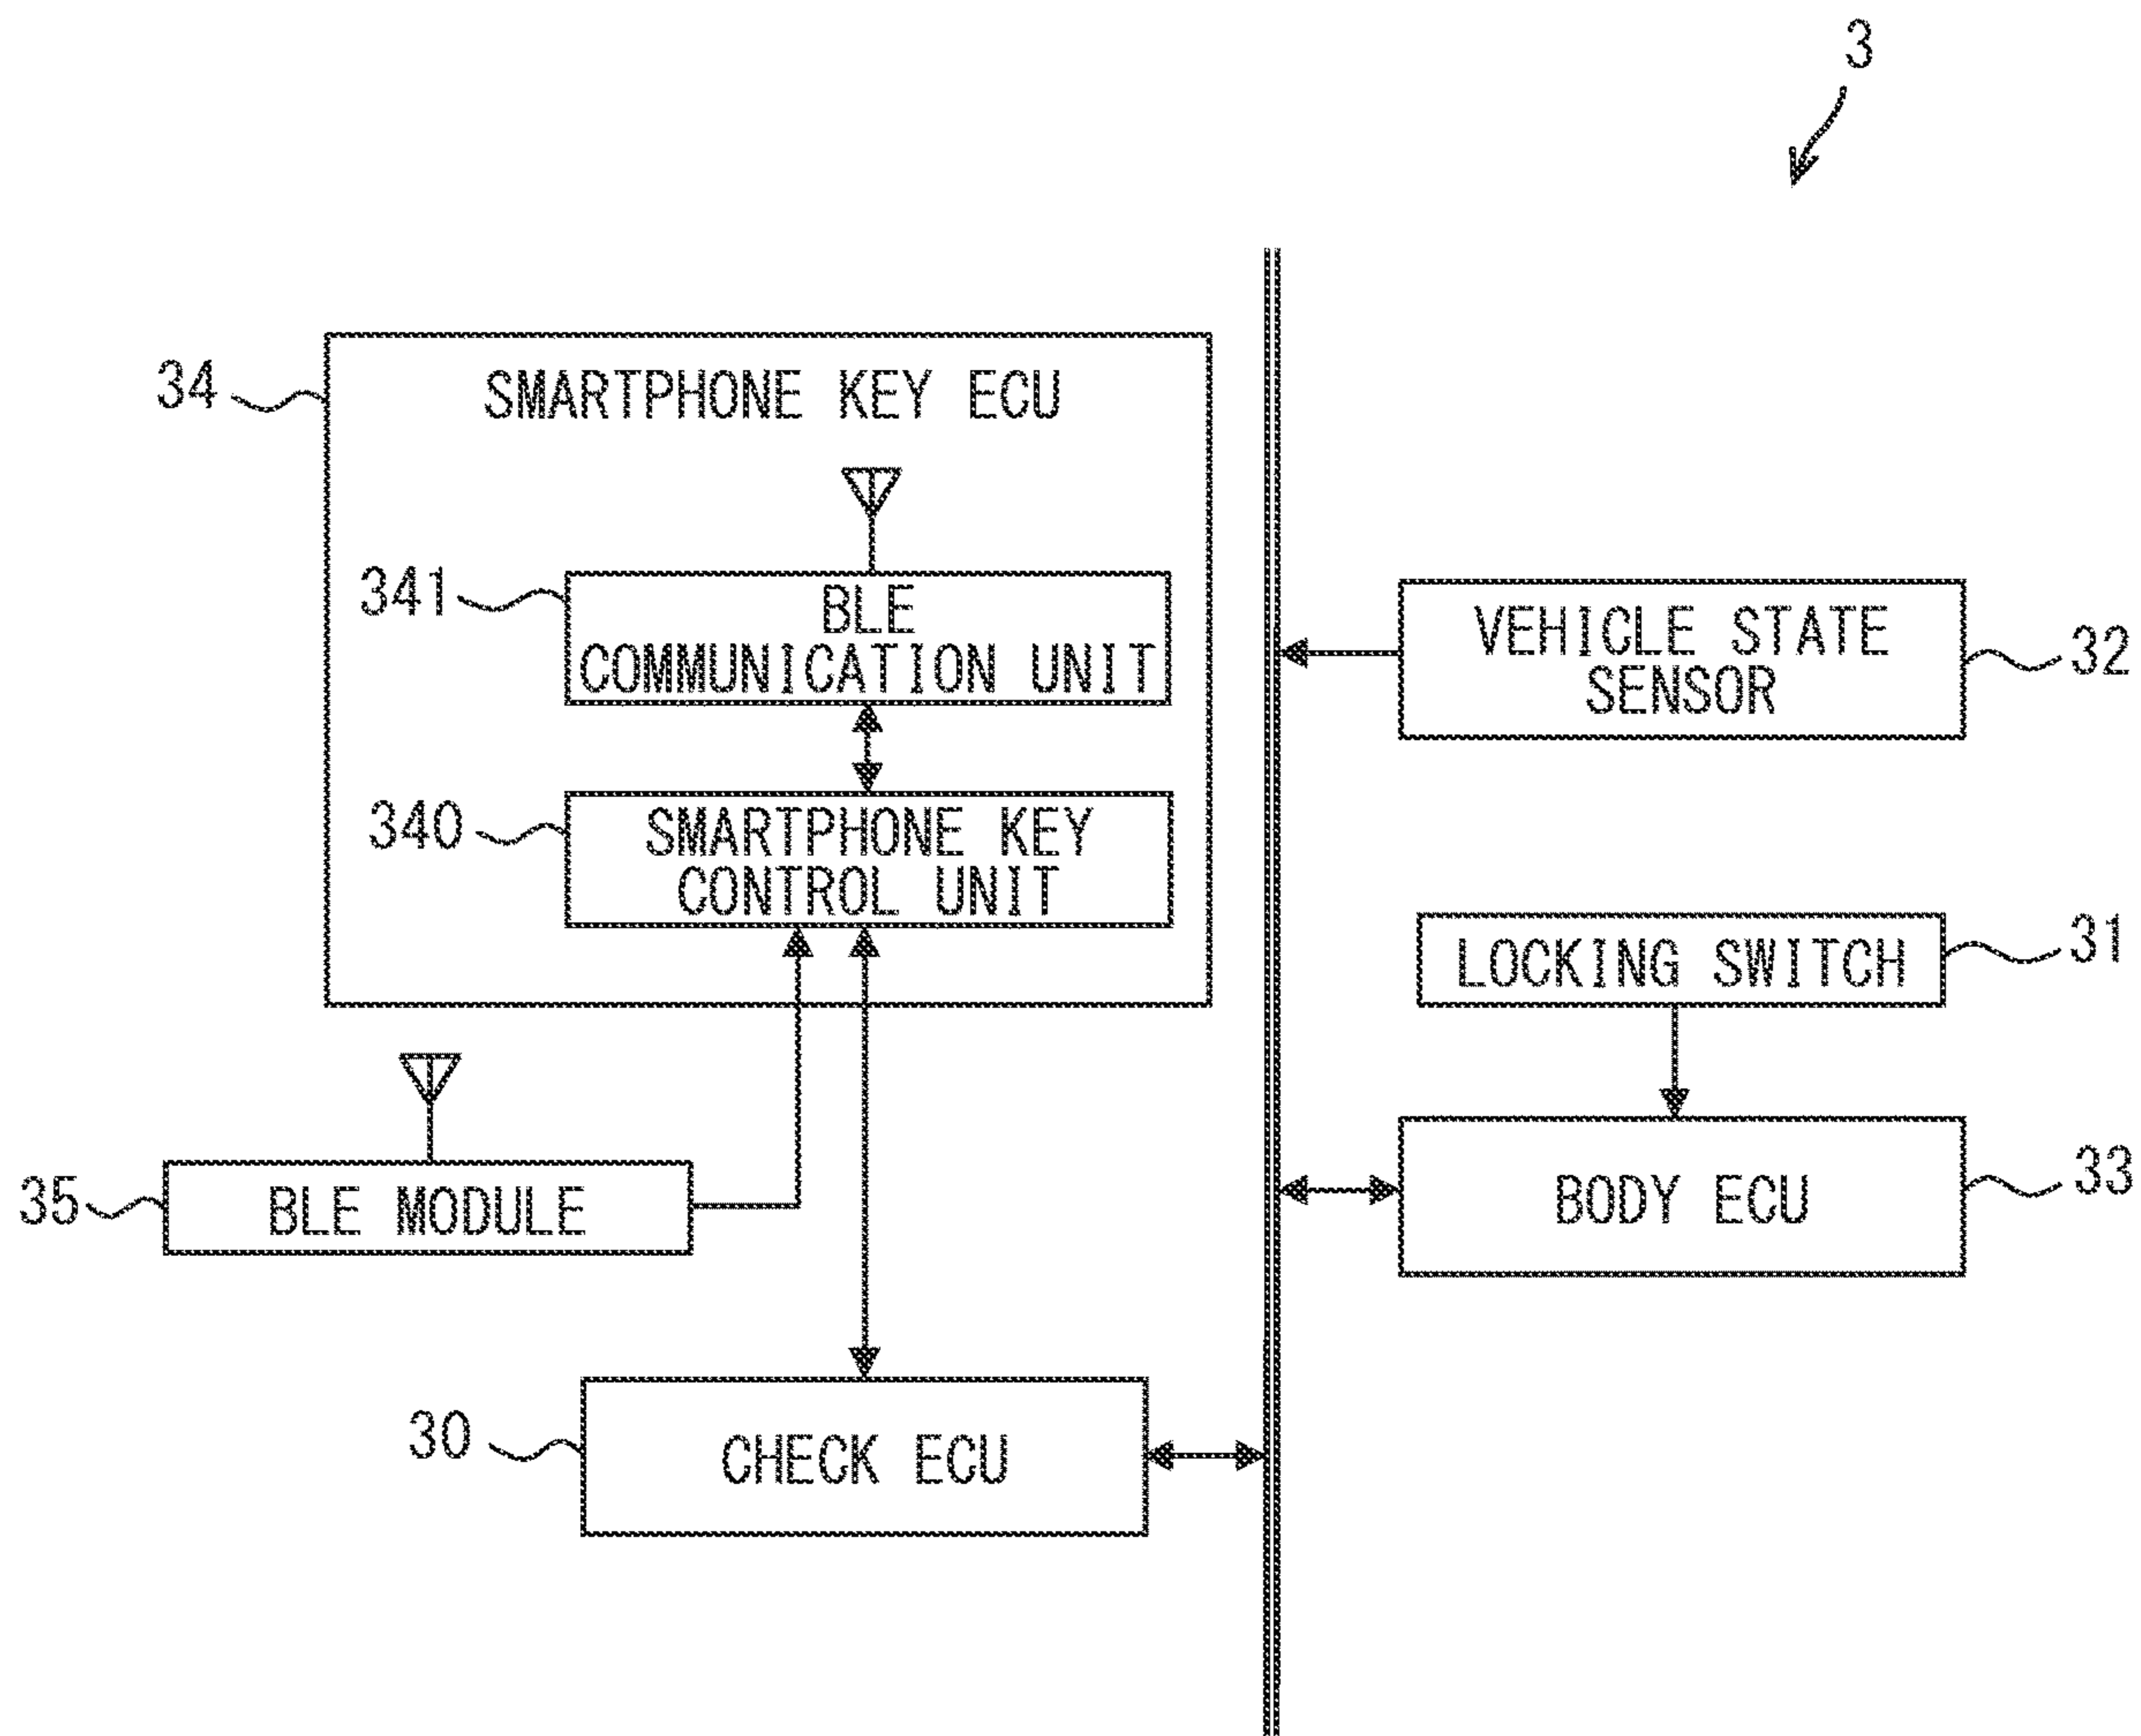 3
34
SMARTPHONE KEY ECU
341
BLE
COMMUNICATION UNIT
VEHICLE STATE
SENSOR
32
340
SMARTPHONE KEY
CONTROL UNIT
LOCKING SWITCH
31
35
BLE MODULE
BODY ECU
33
30
CHECK ECU